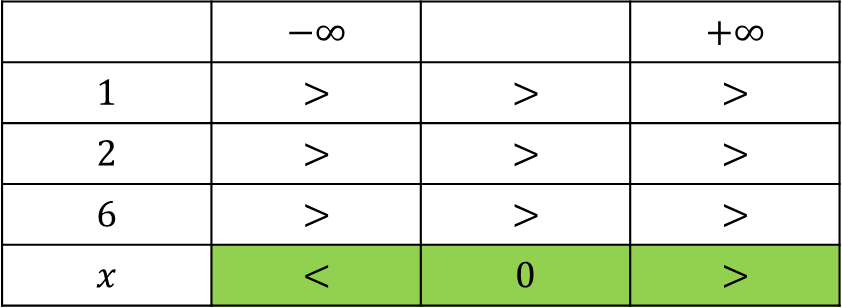 −∞ +∞
1 > > >
2 > > >
6 > > >
x < 0 >